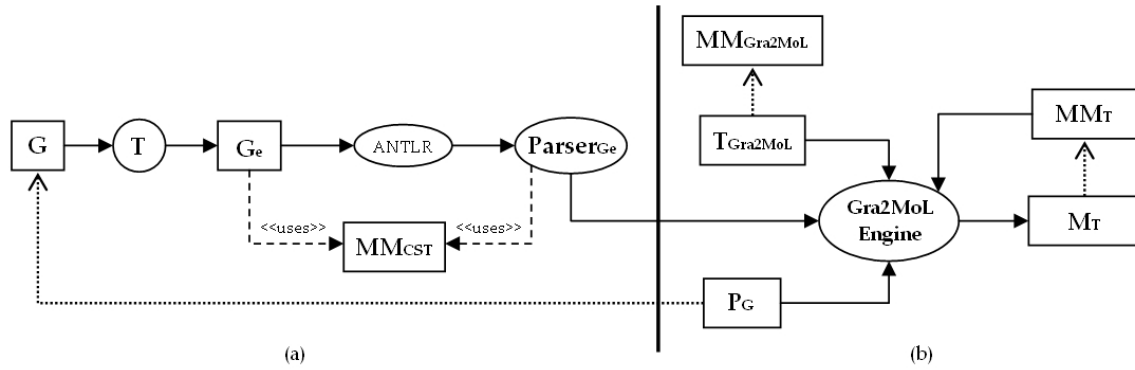 MMGra2MoL
TGra2MoL
MMT
G
T
Ge
ANTLR
ParserGe
Gra2MoL
Engine
MT
<<uses>>
<<uses>>
MMCST
PG
(a)
(b)